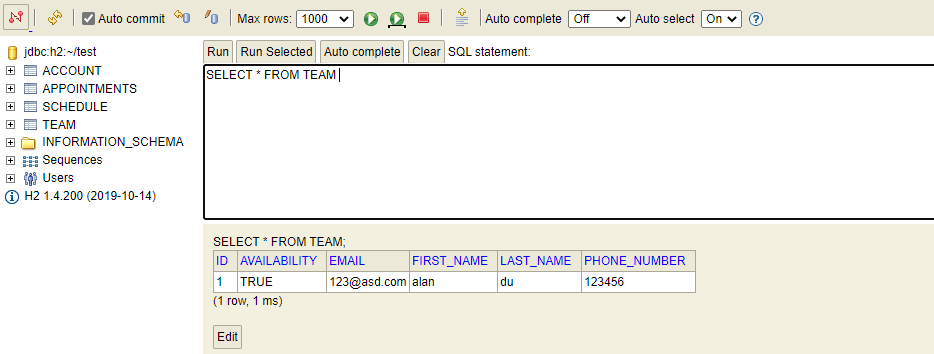 Auto commit Max rows: 1000 Auto complete Off Auto select On
jdbc:h2:~/test
ACCOUNT
APPOINTMENTS
SCHEDULE
TEAM
INFORMATION_SCHEMA
Sequences
Users
H2 1.4.200 (2019-10-14)
Run Run Selected Auto complete Clear SQL statement:
SELECT * FROM TEAM
SELECT * FROM TEAM;
ID AVAILABILITY EMAIL FIRST_NAME LAST_NAME PHONE_NUMBER
1 TRUE 123@asd.com alan du 123456
(1 row, 1 ms)
Edit